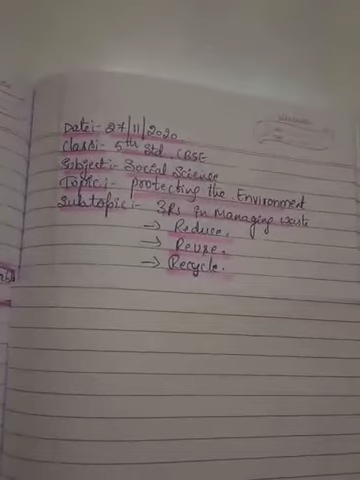 Date:- 27/11/2020
Class:- 5th Std. CBSE
Subject:- Social Science
Topic:- protecting the Environment
Subtopic:- 3Rs in Managing waste
→ Reduce.
→ Reuse.
→ Recycle.